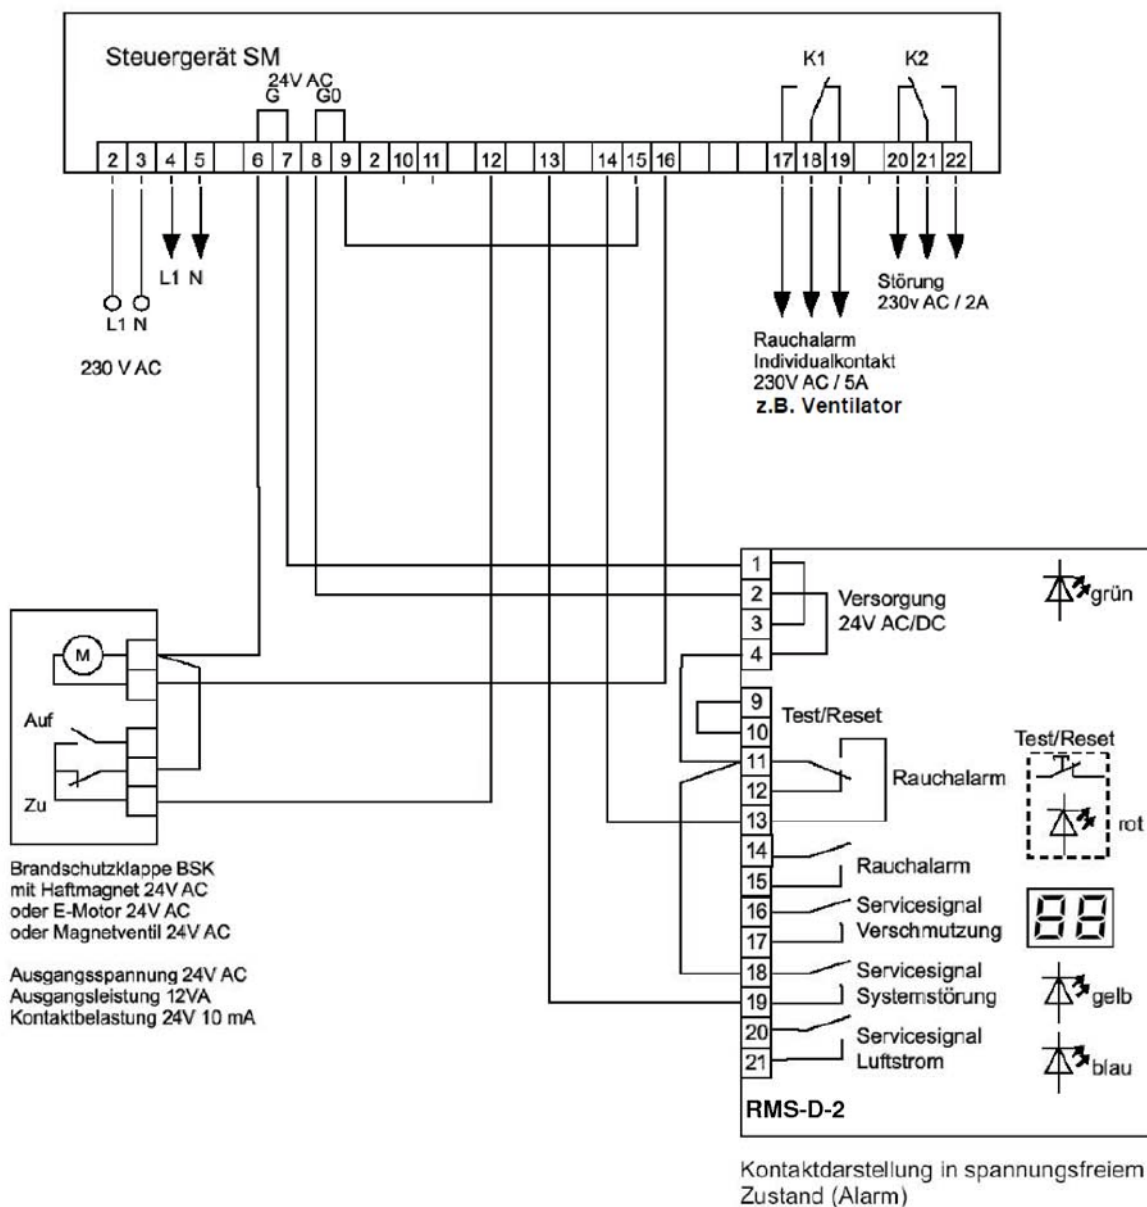 Steuergerät SM
24V AC
G G0
K1 K2
2 3 4 5 6 7 8 9 2 10 11 12 13 14 15 16 17 18 19 20 21 22
L1 N
L1 N
230 V AC
Störung
230v AC / 2A
Rauchalarm
Individualkontakt
230V AC / 5A
z.B. Ventilator
M
Auf
Zu
Brandschutzklappe BSK
mit Haftmagnet 24V AC
oder E-Motor 24V AC
oder Magnetventil 24V AC
Ausgangsspannung 24V AC
Ausgangsleistung 12VA
Kontaktbelastung 24V 10 mA
1
2
3
4
Versorgung
24V AC/DC
grün
9
10
Test/Reset
11
12
13
Rauchalarm
Test/Reset
rot
14
15
Rauchalarm
16
17
Servicesignal
Verschmutzung
88
18
19
Servicesignal
Systemstörung
gelb
20
21
Servicesignal
Luftstrom
blau
RMS-D-2
Kontaktdarstellung in spannungsfreiem
Zustand (Alarm)